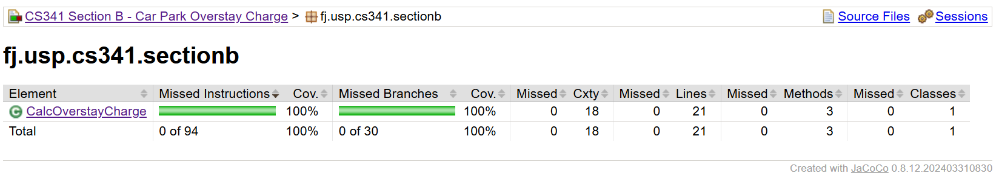 CS341 Section B - Car Park Overstay Charge > fj.usp.cs341.sectionb Source Files Sessions
fj.usp.cs341.sectionb
Element Missed Instructions Cov. Missed Branches Cov. Missed Cxty Missed Lines Missed Methods Missed Classes
C CalcOverstayCharge 100% 100% 0 18 0 21 0 3 0 1
Total 0 of 94 100% 0 of 30 100% 0 18 0 21 0 3 0 1
Created with JaCoCo 0.8.12.202403310830